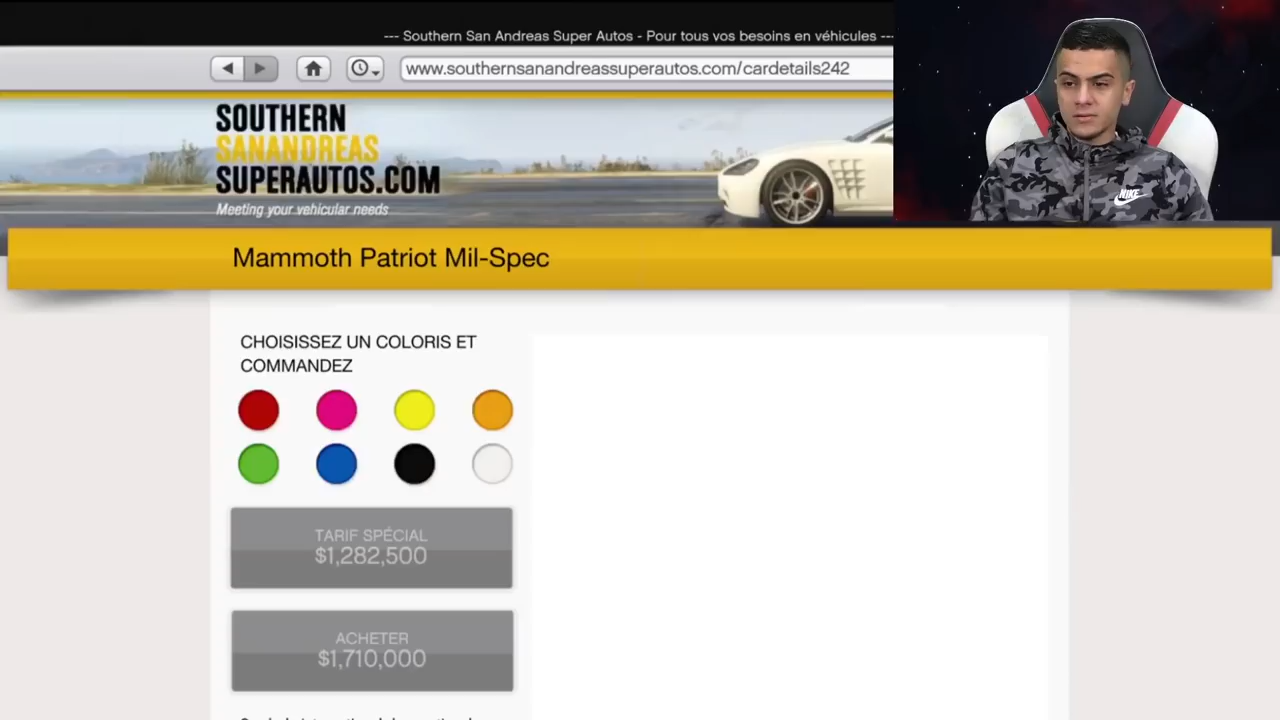 --- Southern San Andreas Super Autos - Pour tous vos besoins en véhicules ---
www.southernsanandreassuperautos.com/cardetails242
SOUTHERN
SANANDREAS
SUPERAUTOS.COM
Meeting your vehicular needs
NIKE
Mammoth Patriot Mil-Spec
CHOISISSEZ UN COLORIS ET
COMMANDEZ
TARIF SPÉCIAL
$1,282,500
ACHETER
$1,710,000